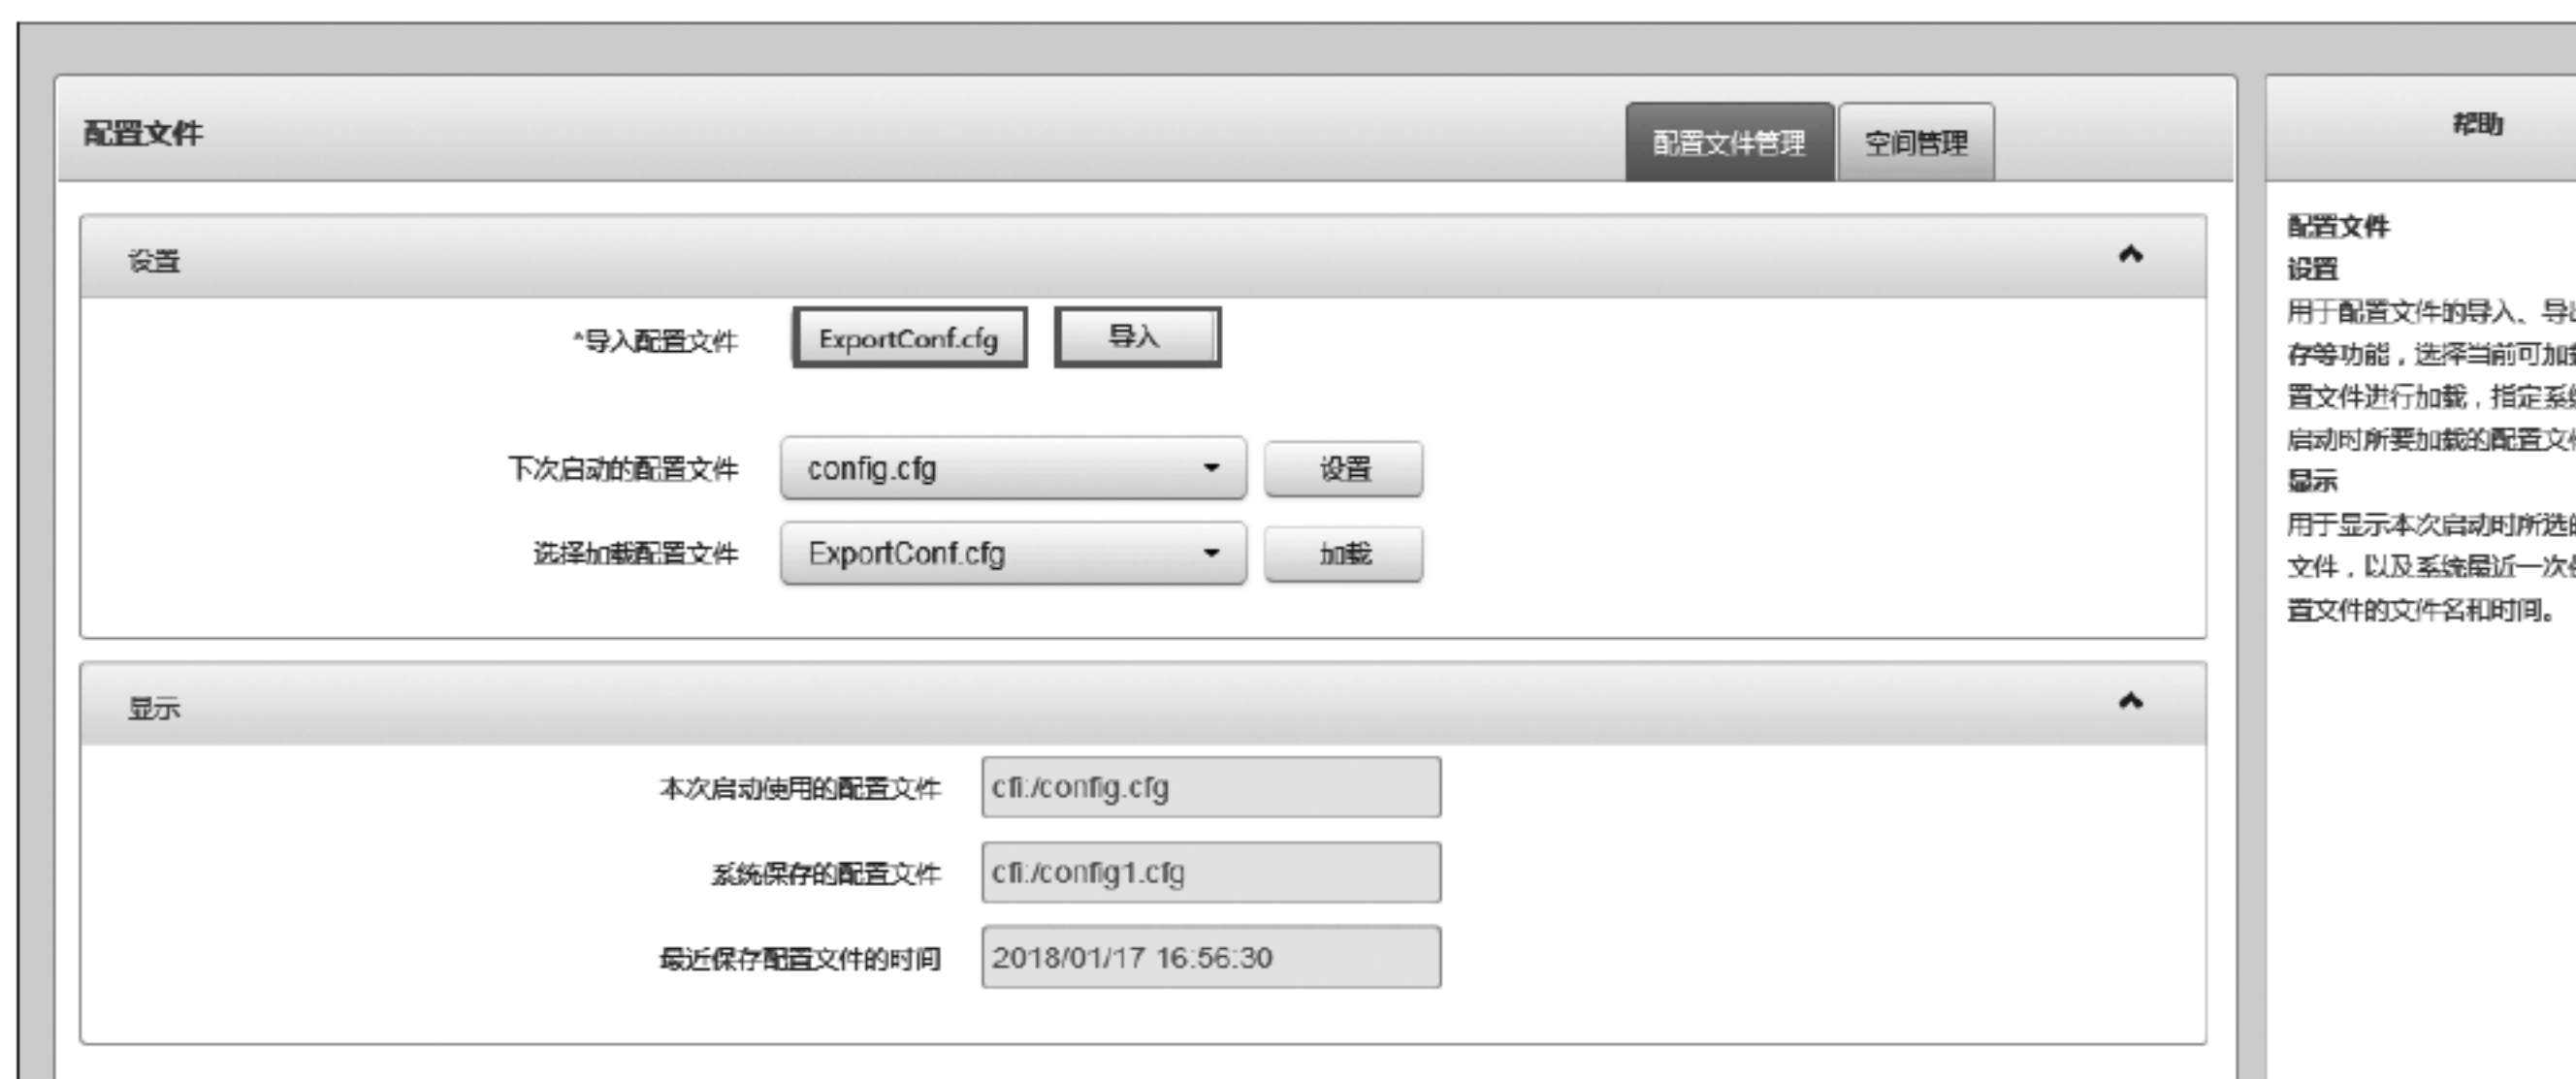 配置文件
配置文件管理
空间管理
设置
*导入配置文件 ExportConf.cfg 导入
下次启动的配置文件 config.cfg 设置
选择加载配置文件 ExportConf.cfg 加载
显示
本次启动使用的配置文件 cfi:/config.cfg
系统保存的配置文件 cfi:/config1.cfg
最近保存配置文件的时间 2018/01/17 16:56:30
帮助
配置文件
设置
用于配置文件的导入、导
存等功能，选择当前可加
置文件进行加载，指定系
启动时所要加载的配置文
显示
用于显示本次启动时所选
文件，以及系统最近一次
置文件的文件名和时间。